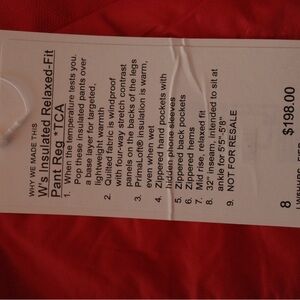 WHY WE MADE THIS
W's Insulated Relaxed-Fit
Pant Reg *TCA
1. When the temperature tests you.
Pop these insulated pants over
a base layer for targeted,
lightweight warmth
2. Quilted fabric is windproof
with four-way stretch contrast
panels on the backs of the legs
3. PrimaLoft® insulation is warm,
even when wet
4. Zippered hand pockets with
hidden phone sleeves
5. Zippered back pockets
6. Zippered hems
7. Mid rise, relaxed fit
8. 32" inseam, intended to sit at
ankle for 5'5"-5'8"
9. NOT FOR RESALE
8 $198.00